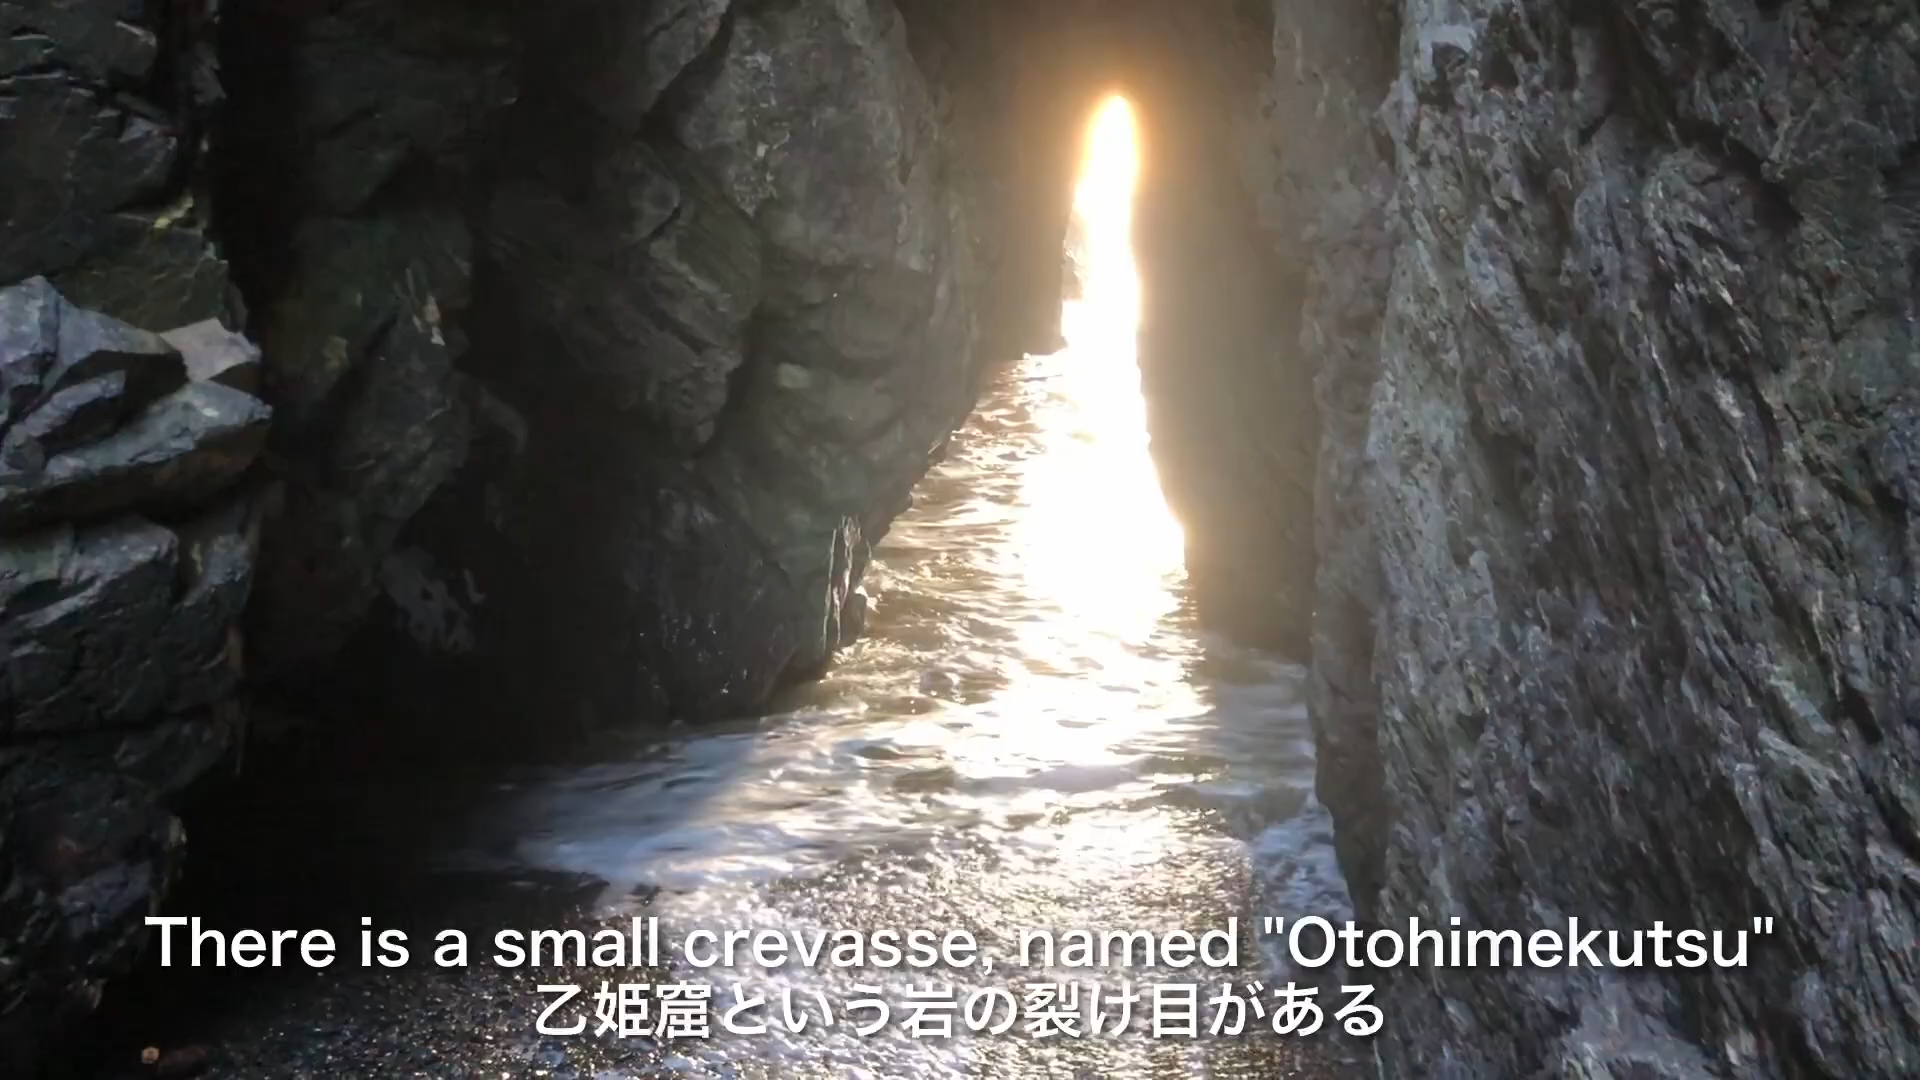 There is a small crevasse, named "Otohimekutsu"
乙姫窟という岩の裂け目がある